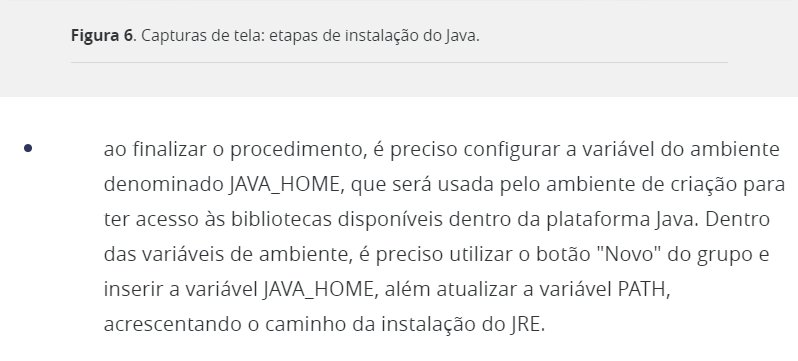 Figura 6. Capturas de tela: etapas de instalação do Java.
ao finalizar o procedimento, é preciso configurar a variável do ambiente
denominado JAVA_HOME, que será usada pelo ambiente de criação para
ter acesso às bibliotecas disponíveis dentro da plataforma Java. Dentro
das variáveis de ambiente, é preciso utilizar o botão "Novo" do grupo e
inserir a variável JAVA_HOME, além atualizar a variável PATH,
acrescentando o caminho da instalação do JRE.